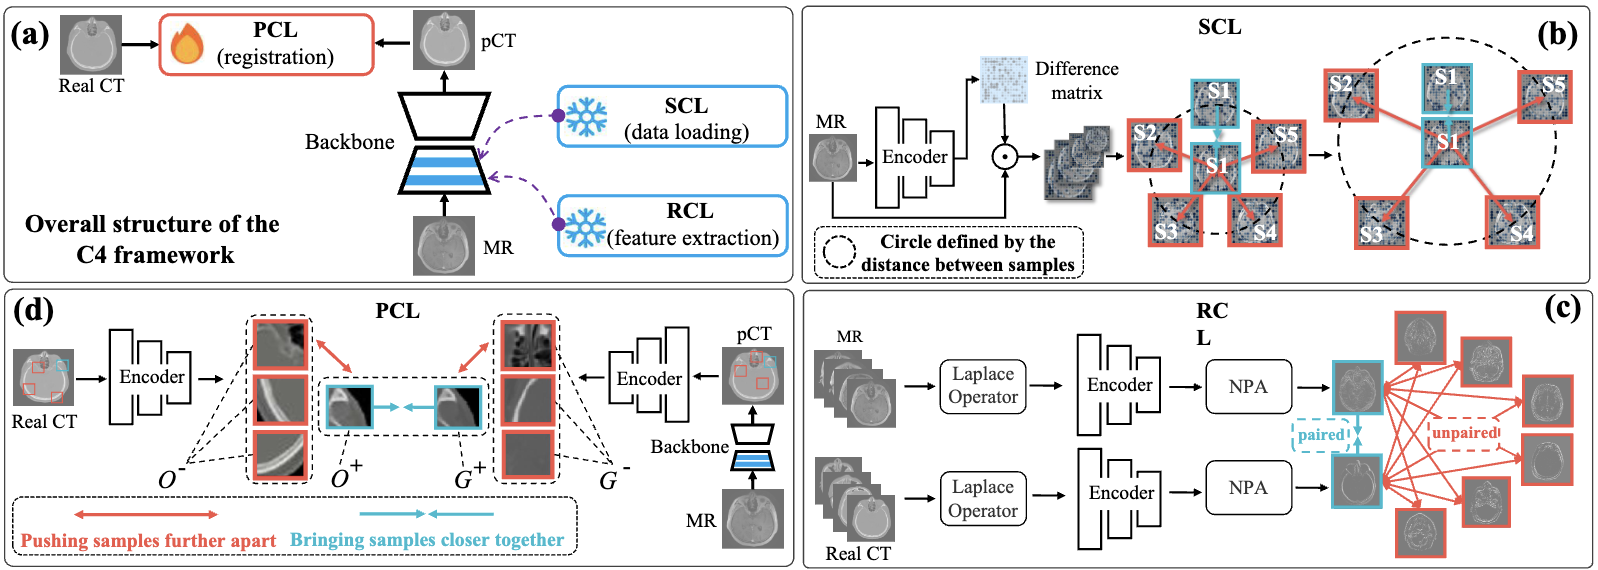 (a)
PCL
(registration)
Real CT
pCT
SCL
(data loading)
Backbone
RCL
(feature extraction)
MR
Overall structure of the
C4 framework
SCL
(b)
MR
Encoder
Difference
matrix
S1
S2
S5
S1
S3
S4
S1
S2
S5
S1
S3
S4
Circle defined by the
distance between samples
(d)
PCL
Real CT
Encoder
O-
O+
G+
G-
Encoder
pCT
Backbone
MR
Pushing samples further apart
Bringing samples closer together
RC
L
(c)
MR
Laplace
Operator
Encoder
NPA
paired
unpaired
Real CT
Laplace
Operator
Encoder
NPA